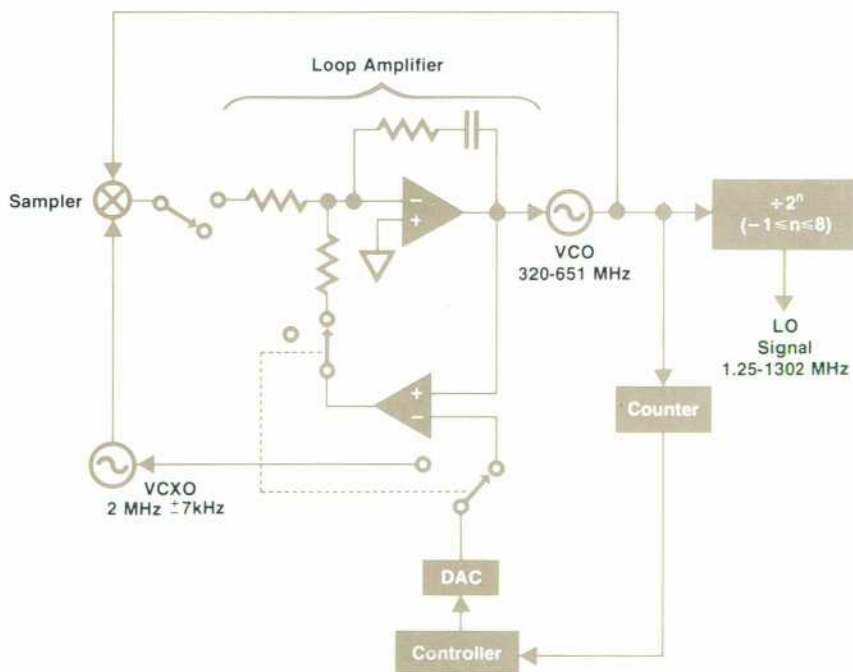 Loop Amplifier
Sampler
−
+
VCO
320-651 MHz
÷2ⁿ
(−1≤n≤8)
LO
Signal
1.25-1302 MHz
+
−
Counter
VCXO
2 MHz ±7kHz
DAC
Controller